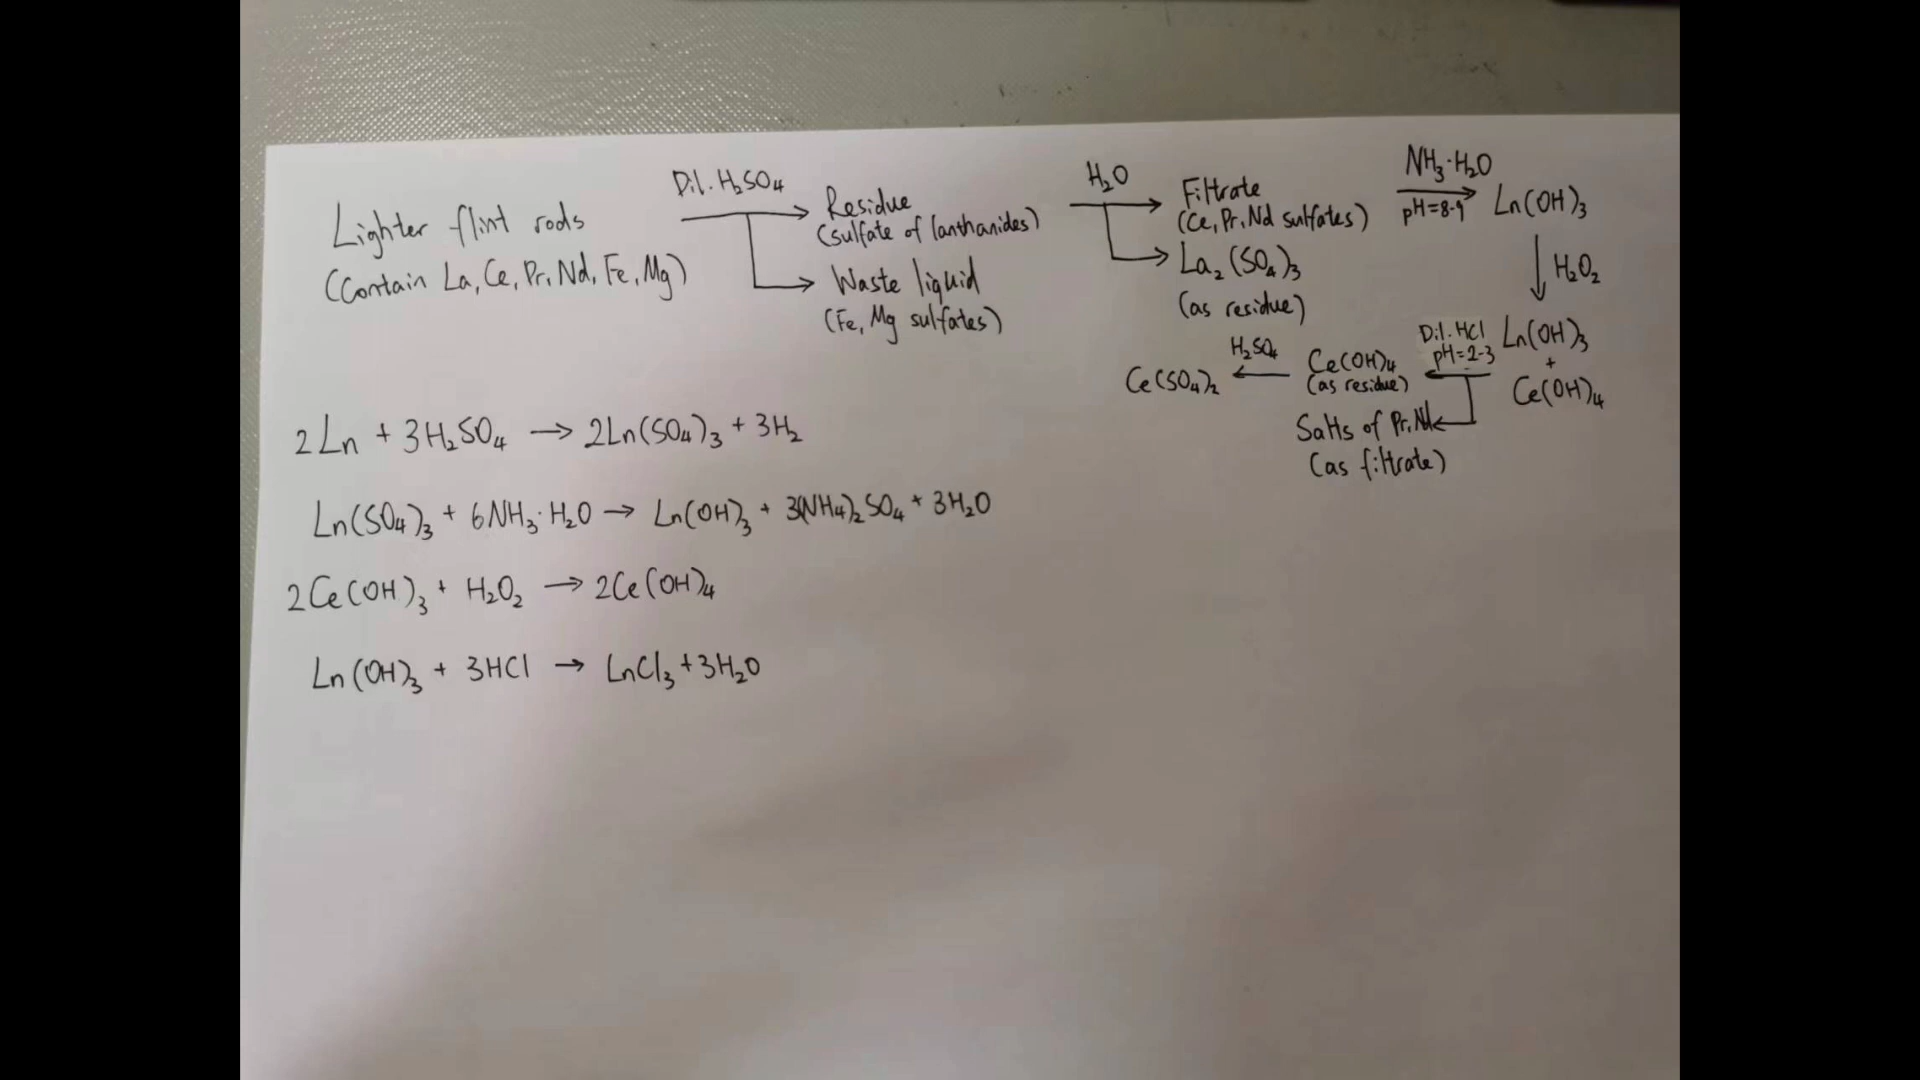 Lighter flint rods
(Contain La, Ce, Pr, Nd, Fe, Mg)
Dil. H₂SO₄
Residue
(sulfate of lanthanides)
Waste liquid
(Fe, Mg sulfates)
H₂O
Filtrate
(Ce, Pr, Nd sulfates)
La₂(SO₄)₃
(as residue)
NH₃·H₂O
pH=8-9
Ln(OH)₃
H₂O₂
Ln(OH)₃
+
Ce(OH)₄
Dil. HCl
pH=2-3
Ce(OH)₄
(as residue)
Salts of Pr, Nd
(as filtrate)
H₂SO₄
Ce(SO₄)₂
2Ln + 3H₂SO₄ → 2Ln(SO₄)₃ + 3H₂
Ln(SO₄)₃ + 6NH₃·H₂O → Ln(OH)₃ + 3(NH₄)₂SO₄ + 3H₂O
2Ce(OH)₃ + H₂O₂ → 2Ce(OH)₄
Ln(OH)₃ + 3HCl → LnCl₃ + 3H₂O